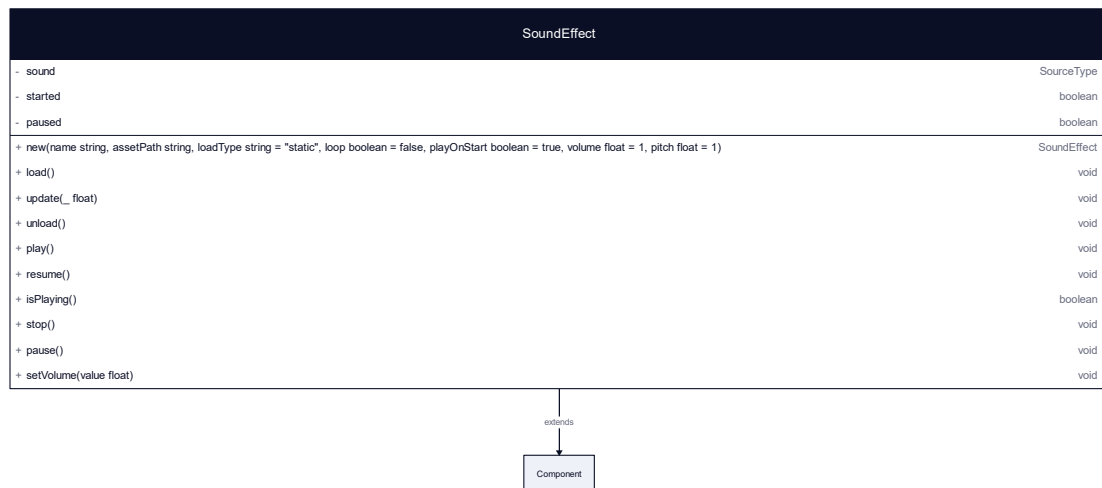 SoundEffect
- sound SourceType
- started boolean
- paused boolean
+ new(name string, assetPath string, loadType string = "static", loop boolean = false, playOnStart boolean = true, volume float = 1, pitch float = 1) SoundEffect
+ load() void
+ update(_ float) void
+ unload() void
+ play() void
+ resume() void
+ isPlaying() boolean
+ stop() void
+ pause() void
+ setVolume(value float) void
extends
Component